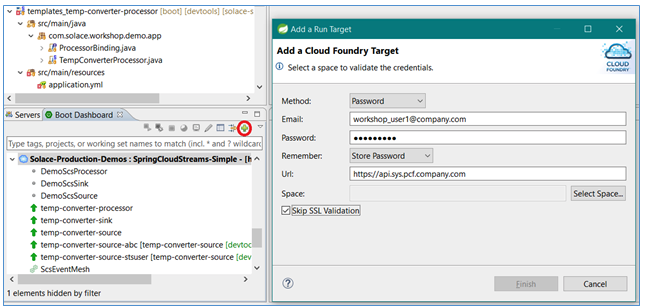 templates_temp-converter-processor [boot] [devtools] [solace-s
src/main/java
com.solace.workshop.demo.app
ProcessorBinding.java
TempConverterProcessor.java
src/main/resources
application.yml
Servers Boot Dashboard
Type tags, projects, or working set names to match (incl. * and ? wildcard
Solace-Production-Demos : SpringCloudStreams-Simple - [h
DemoScsProcessor
DemoScsSink
DemoScsSource
temp-converter-processor
temp-converter-sink
temp-converter-source
temp-converter-source-abc [temp-converter-source] [devtoo
temp-converter-source-stsuser [temp-converter-source] [dev
ScsEventMesh
1 elements hidden by filter
Add a Run Target
Add a Cloud Foundry Target
Select a space to validate the credentials.
CLOUD
FOUNDRY
Method: Password
Email: workshop_user1@company.com
Password: •••••••••
Remember: Store Password
Url: https://api.sys.pcf.company.com
Space: Select Space...
Skip SSL Validation
Finish Cancel